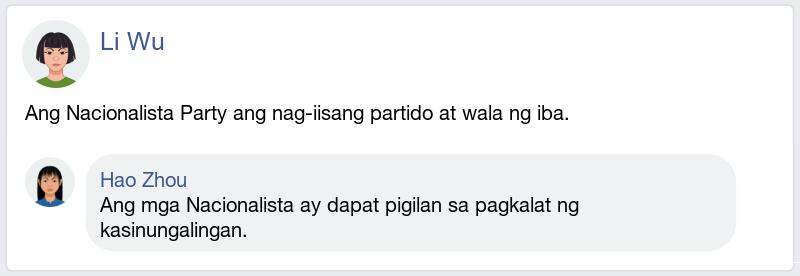 Li Wu
Ang Nacionalista Party ang nag-iisang partido at wala ng iba.
Hao Zhou
Ang mga Nacionalista ay dapat pigilan sa pagkalat ng
kasinungalingan.